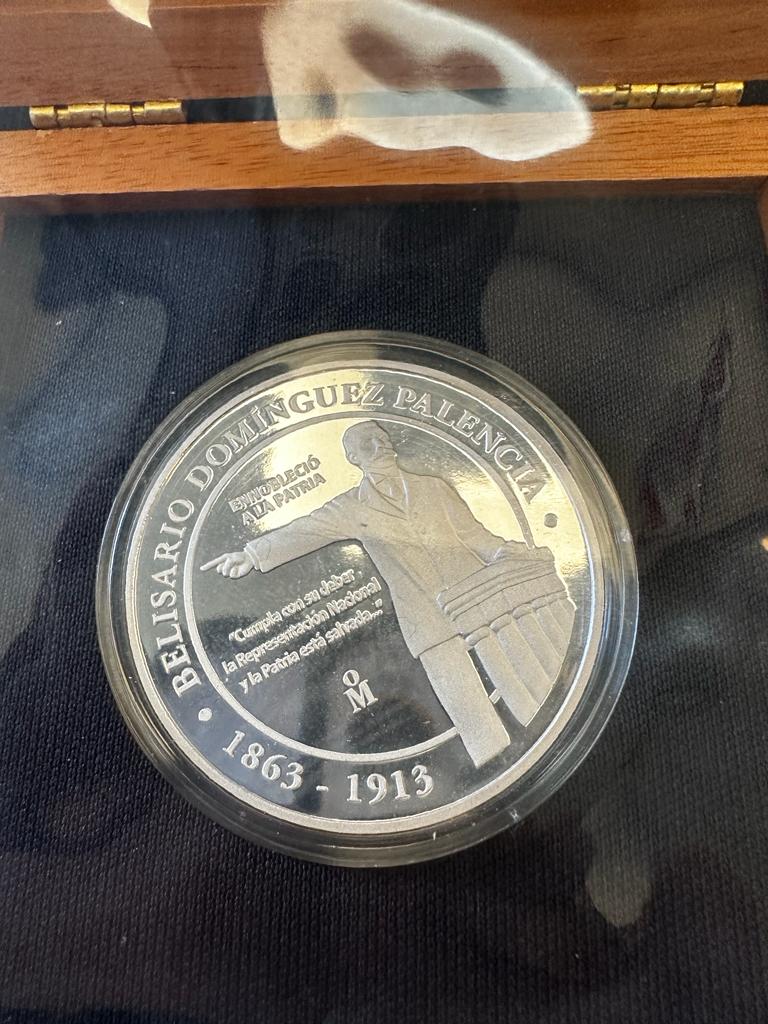 BELISARIO DOMÍNGUEZ PALENCIA
ENNOBLECIÓ
A LA PATRIA
"Cumpla con su deber
la Representación Nacional
y la Patria está salvada..."
oM
1863 - 1913